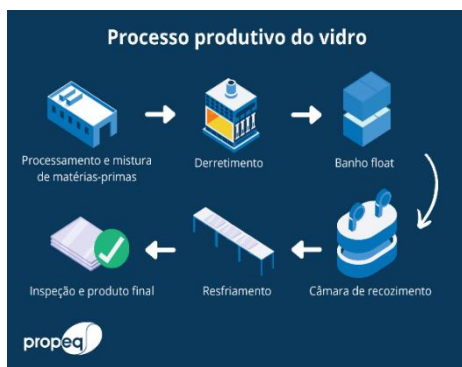 Processo produtivo do vidro
Processamento e mistura
de matérias-primas
Derretimento
Banho float
Câmara de recozimento
Resfriamento
Inspeção e produto final
propeq